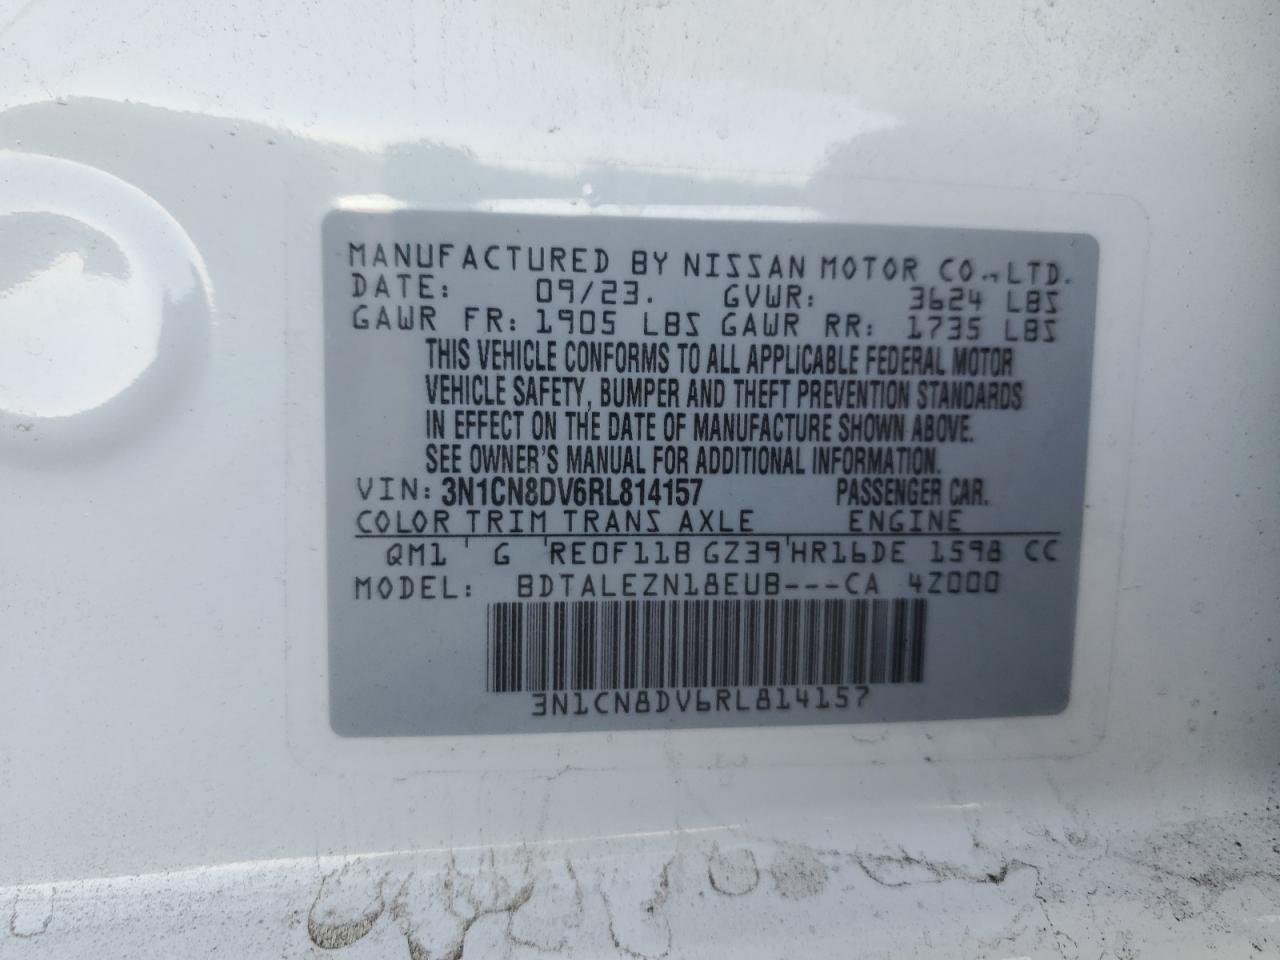 MANUFACTURED BY NISSAN MOTOR CO.,LTD.
DATE: 09/23. GVWR: 3624 LBS
GAWR FR: 1905 LBS GAWR RR: 1735 LBS
THIS VEHICLE CONFORMS TO ALL APPLICABLE FEDERAL MOTOR
VEHICLE SAFETY, BUMPER AND THEFT PREVENTION STANDARDS
IN EFFECT ON THE DATE OF MANUFACTURE SHOWN ABOVE.
SEE OWNER'S MANUAL FOR ADDITIONAL INFORMATION.
VIN: 3N1CN8DV6RL814157 PASSENGER CAR.
COLOR TRIM TRANS AXLE ENGINE
QM1 ' G 'RE0F11B GZ39'HR16DE 1598 CC
MODEL: BDTALEZN18EUB---CA 4Z000
3N1CN8DV6RL814157